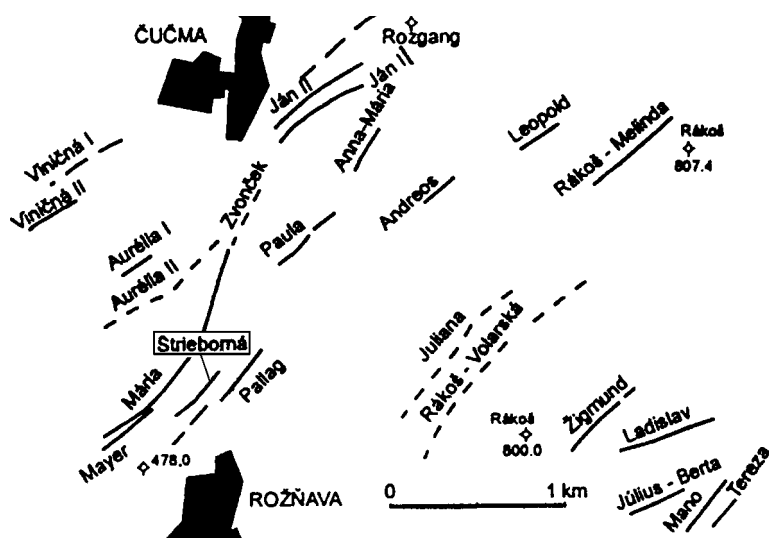 ČUČMA
Rozgang
Ján II
Ján II
Anna-Mária
Leopold
Rákoš - Melinda
Rákoš
807.4
Viničná I
Viničná II
Zvonček
Andreos
Aurélia I
Aurélia II
Paula
Strieborná
Juliana
Rákoš - Volarská
Mária
Pallag
Mayer
478.0
Rákoš
800.0
Žigmund
Ladislav
Július - Berta
Mano
Tereza
ROŽŇAVA
0 1 km